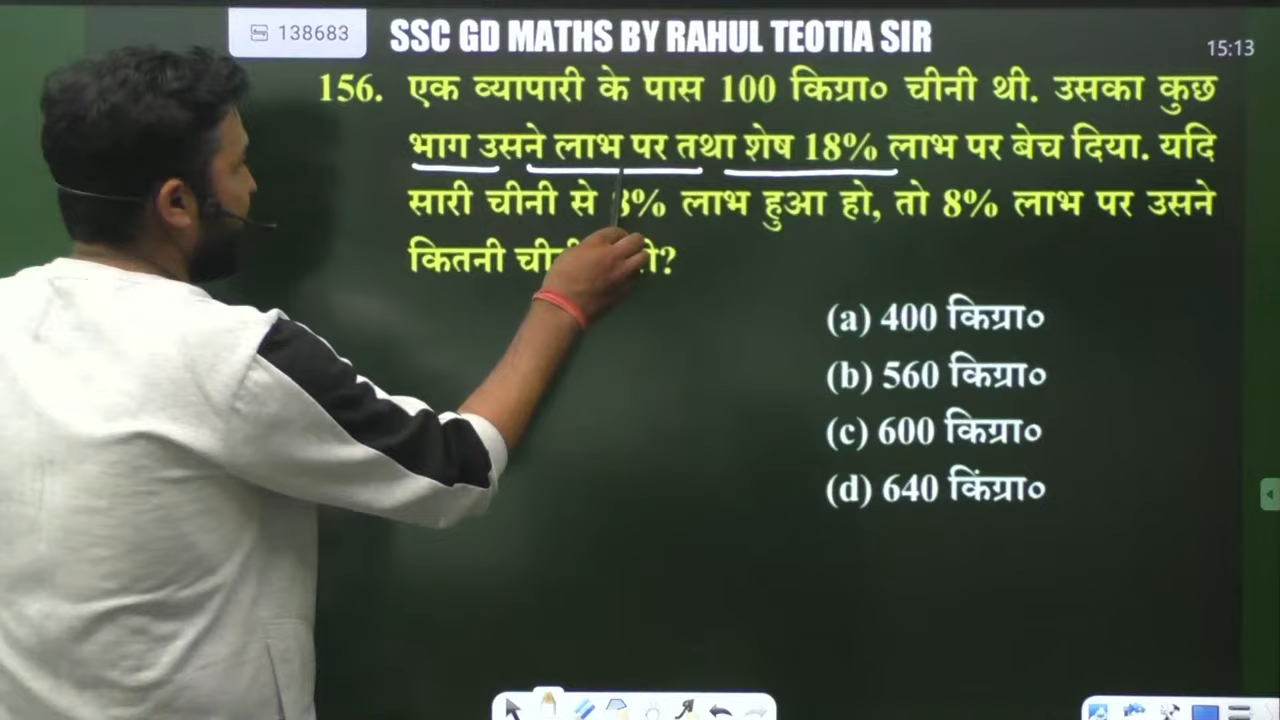 138683
SSC GD MATHS BY RAHUL TEOTIA SIR
15:13
156. एक व्यापारी के पास 100 किग्रा० चीनी थी. उसका कुछ
भाग उसने लाभ पर तथा शेष 18% लाभ पर बेच दिया. यदि
सारी चीनी से % लाभ हुआ हो, तो 8% लाभ पर उसने
कितनी
(a) 400 किग्रा०
(b) 560 किग्रा०
(c) 600 किग्रा०
(d) 640 किंग्रा०